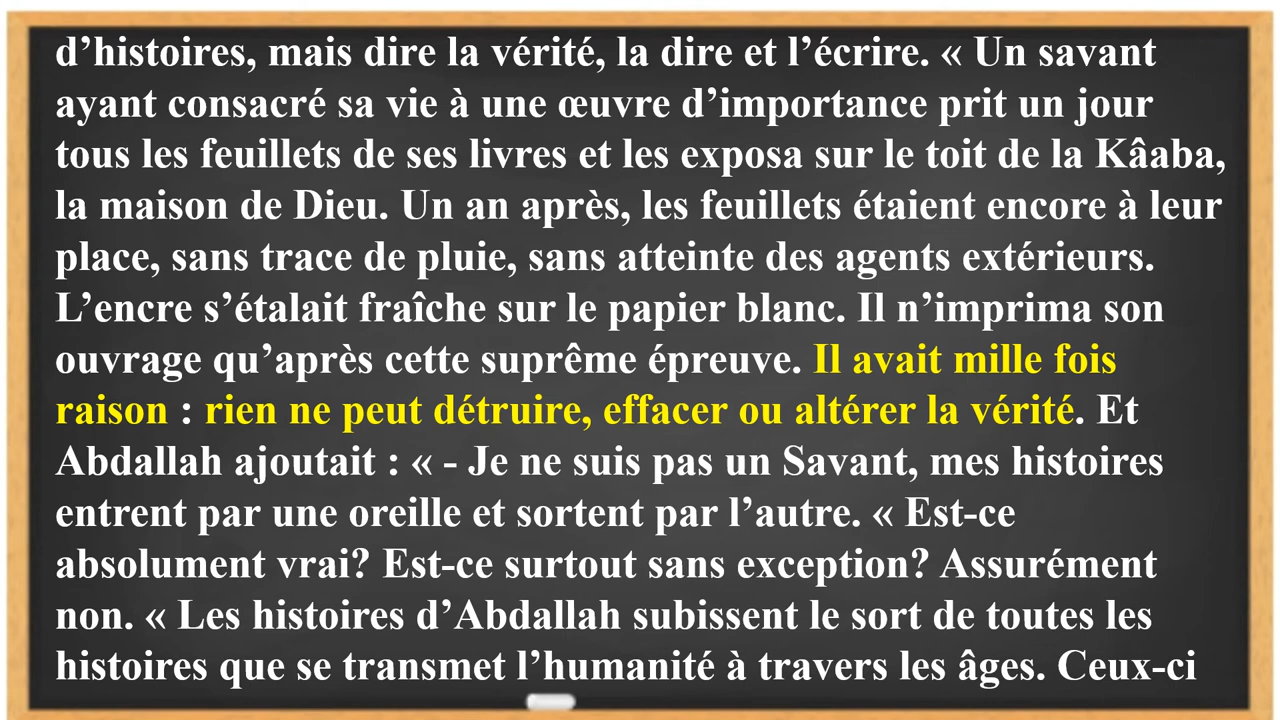 d’histoires, mais dire la vérité, la dire et l’écrire. « Un savant
ayant consacré sa vie à une œuvre d’importance prit un jour
tous les feuillets de ses livres et les exposa sur le toit de la Kâaba,
la maison de Dieu. Un an après, les feuillets étaient encore à leur
place, sans trace de pluie, sans atteinte des agents extérieurs.
L’encre s’étalait fraîche sur le papier blanc. Il n’imprima son
ouvrage qu’après cette suprême épreuve. Il avait mille fois
raison : rien ne peut détruire, effacer ou altérer la vérité. Et
Abdallah ajoutait : « - Je ne suis pas un Savant, mes histoires
entrent par une oreille et sortent par l’autre. « Est-ce
absolument vrai? Est-ce surtout sans exception? Assurément
non. « Les histoires d’Abdallah subissent le sort de toutes les
histoires que se transmet l’humanité à travers les âges. Ceux-ci